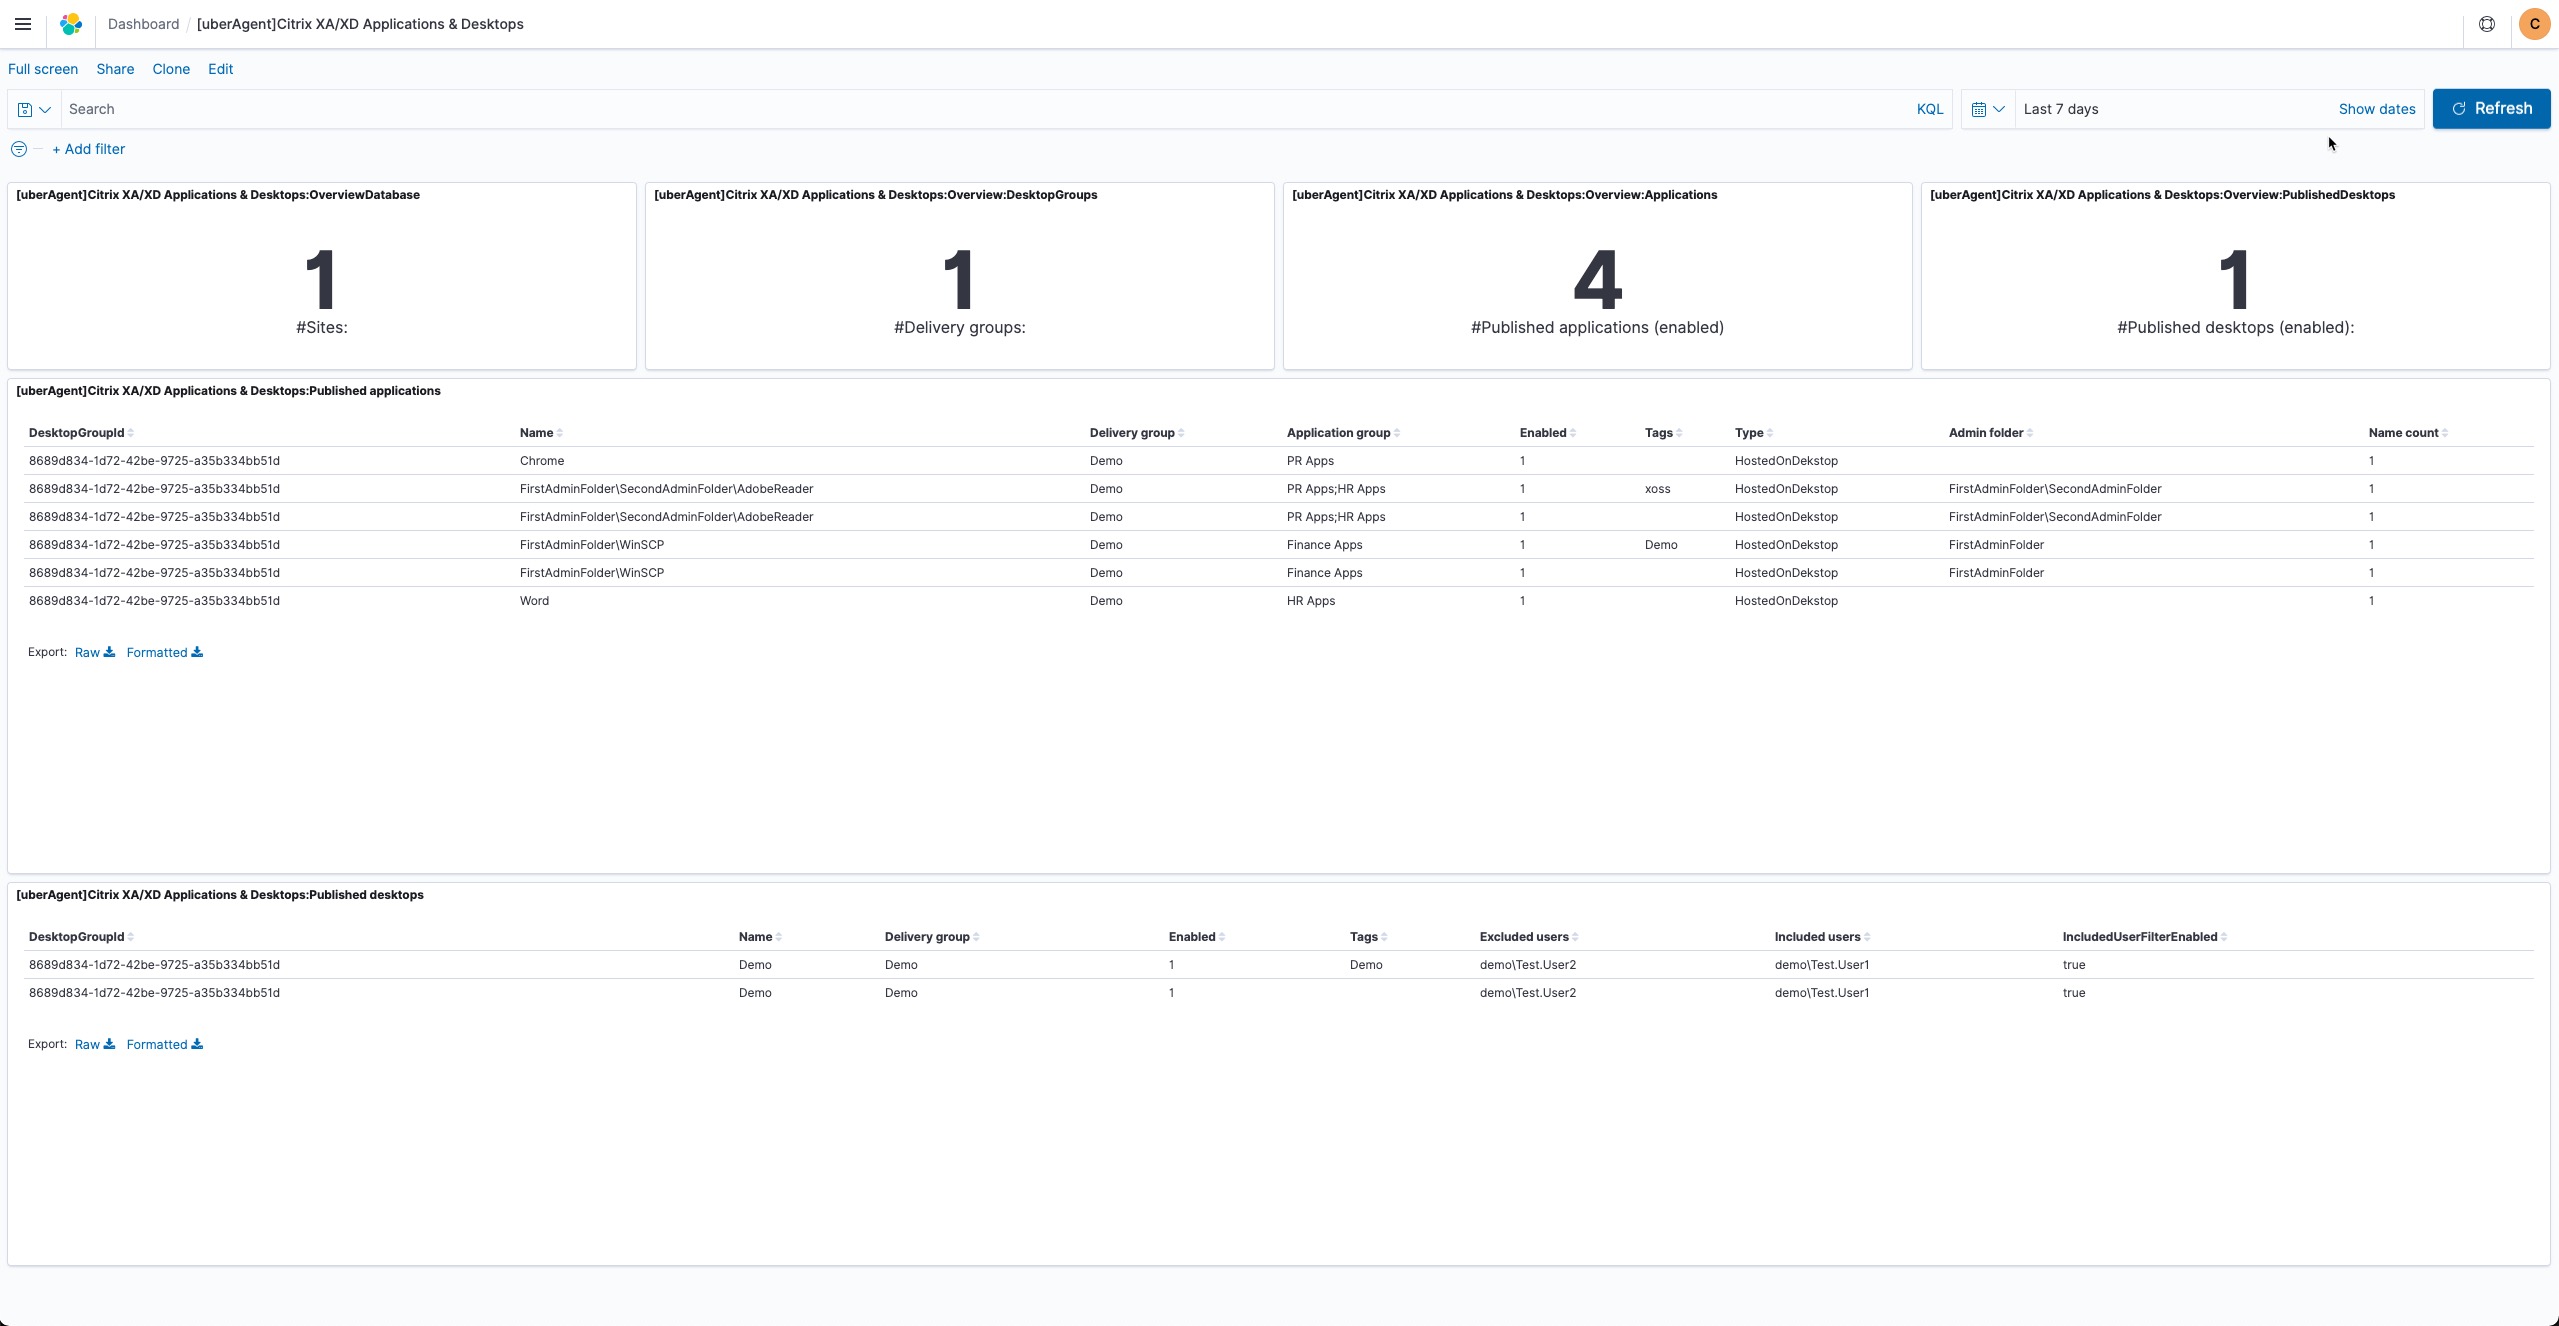 Dashboard / [uberAgent]Citrix XA/XD Applications & Desktops
C
Full screen Share Clone Edit
Search KQL Last 7 days Show dates Refresh
+ Add filter
[uberAgent]Citrix XA/XD Applications & Desktops:OverviewDatabase
1
#Sites:
[uberAgent]Citrix XA/XD Applications & Desktops:Overview:DesktopGroups
1
#Delivery groups:
[uberAgent]Citrix XA/XD Applications & Desktops:Overview:Applications
4
#Published applications (enabled)
[uberAgent]Citrix XA/XD Applications & Desktops:Overview:PublishedDesktops
1
#Published desktops (enabled):
[uberAgent]Citrix XA/XD Applications & Desktops:Published applications
DesktopGroupId Name Delivery group Application group Enabled Tags Type Admin folder Name count
8689d834-1d72-42be-9725-a35b334bb51d Chrome Demo PR Apps 1 HostedOnDekstop 1
8689d834-1d72-42be-9725-a35b334bb51d FirstAdminFolder\SecondAdminFolder\AdobeReader Demo PR Apps;HR Apps 1 xoss HostedOnDekstop FirstAdminFolder\SecondAdminFolder 1
8689d834-1d72-42be-9725-a35b334bb51d FirstAdminFolder\SecondAdminFolder\AdobeReader Demo PR Apps;HR Apps 1 HostedOnDekstop FirstAdminFolder\SecondAdminFolder 1
8689d834-1d72-42be-9725-a35b334bb51d FirstAdminFolder\WinSCP Demo Finance Apps 1 Demo HostedOnDekstop FirstAdminFolder 1
8689d834-1d72-42be-9725-a35b334bb51d FirstAdminFolder\WinSCP Demo Finance Apps 1 HostedOnDekstop FirstAdminFolder 1
8689d834-1d72-42be-9725-a35b334bb51d Word Demo HR Apps 1 HostedOnDekstop 1
Export: Raw Formatted
[uberAgent]Citrix XA/XD Applications & Desktops:Published desktops
DesktopGroupId Name Delivery group Enabled Tags Excluded users Included users IncludedUserFilterEnabled
8689d834-1d72-42be-9725-a35b334bb51d Demo Demo 1 Demo demo\Test.User2 demo\Test.User1 true
8689d834-1d72-42be-9725-a35b334bb51d Demo Demo 1 demo\Test.User2 demo\Test.User1 true
Export: Raw Formatted